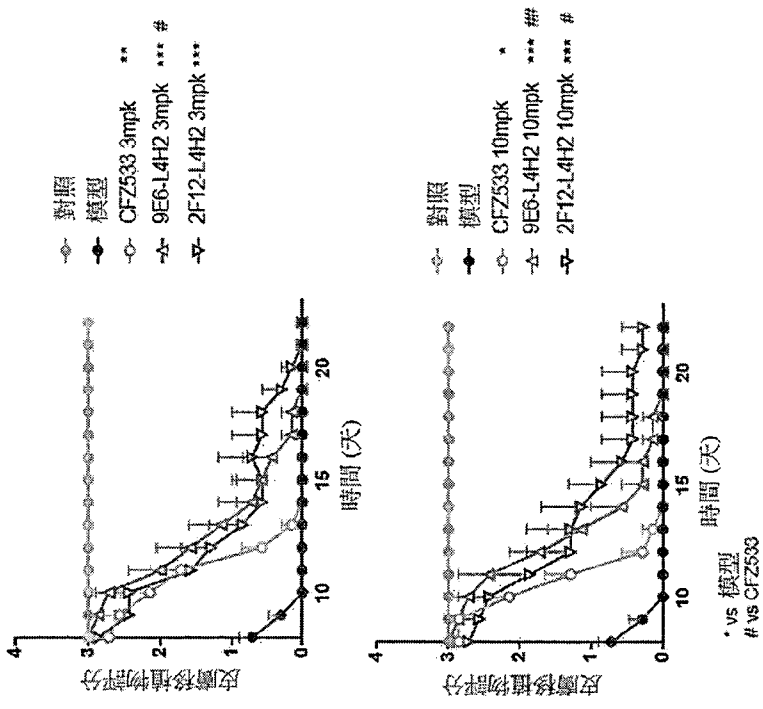 4
3
2
1
0
皮膚移植物評分
10
15
20
時間 (天)
對照
模型
CFZ533 3mpk **
9E6-L4H2 3mpk *** #
2F12-L4H2 3mpk ***
4
3
2
1
0
皮膚移植物評分
10
15
20
時間 (天)
對照
模型
CFZ533 10mpk *
9E6-L4H2 10mpk *** ##
2F12-L4H2 10mpk *** #
* vs 模型
# vs CFZ533